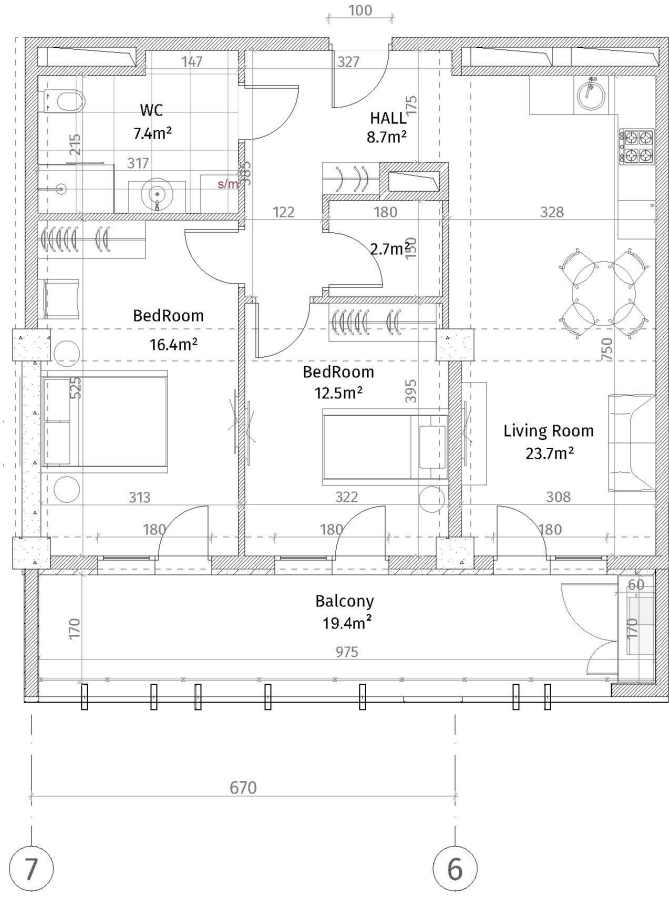 100
147
327
WC
7.4m²
HALL
8.7m²
175
215
317
s/m
385
122
180
328
2.7m²
150
BedRoom
16.4m²
750
BedRoom
12.5m²
525
395
Living Room
23.7m²
313
322
308
180
180
180
60
Balcony
19.4m²
170
170
975
670
7
6